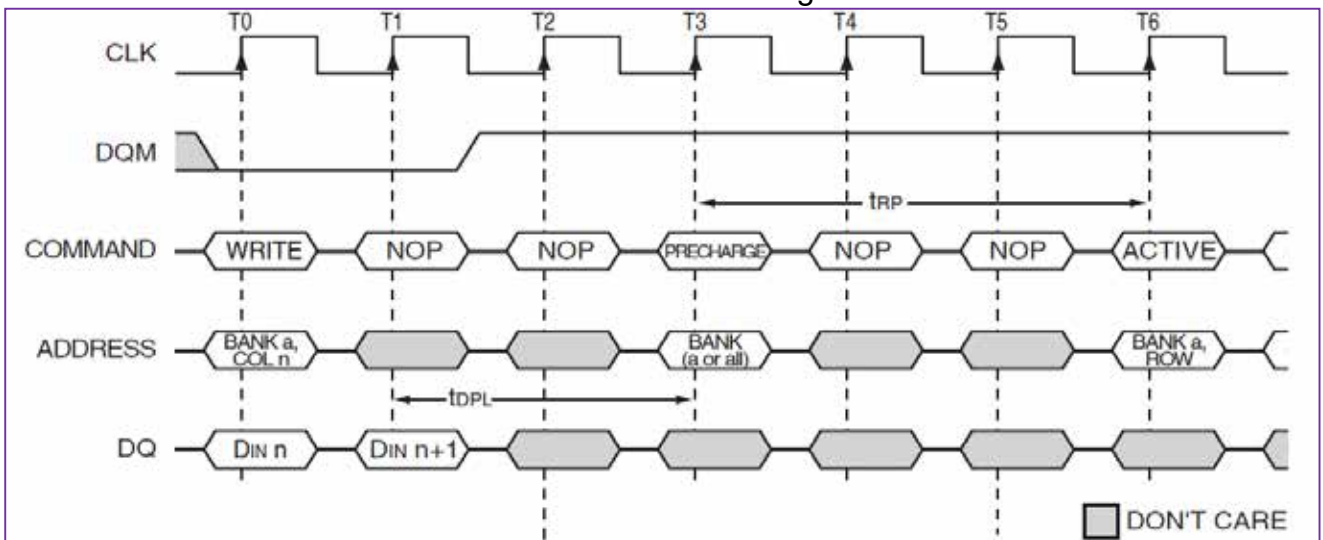 T0 T1 T2 T3 T4 T5 T6
CLK
DQM
tRP
COMMAND WRITE NOP NOP PRECHARGE NOP NOP ACTIVE
ADDRESS BANK a, COL n BANK (a or all) BANK a, ROW
tDPL
DQ DIN n DIN n+1
DON'T CARE